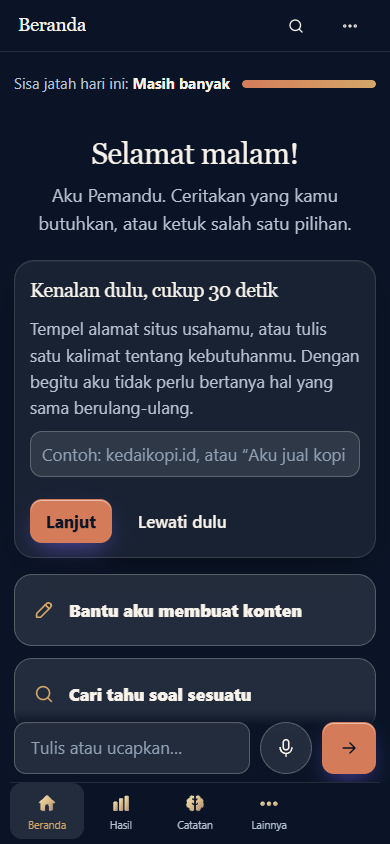 Beranda
Sisa jatah hari ini: Masih banyak
Selamat malam!
Aku Pemandu. Ceritakan yang kamu
butuhkan, atau ketuk salah satu pilihan.
Kenalan dulu, cukup 30 detik
Tempel alamat situs usahamu, atau tulis
satu kalimat tentang kebutuhanmu. Dengan
begitu aku tidak perlu bertanya hal yang
sama berulang-ulang.
Contoh: kedaikopi.id, atau “Aku jual kopi
Lanjut
Lewati dulu
Bantu aku membuat konten
Cari tahu soal sesuatu
Tulis atau ucapkan...
Beranda
Hasil
Catatan
Lainnya